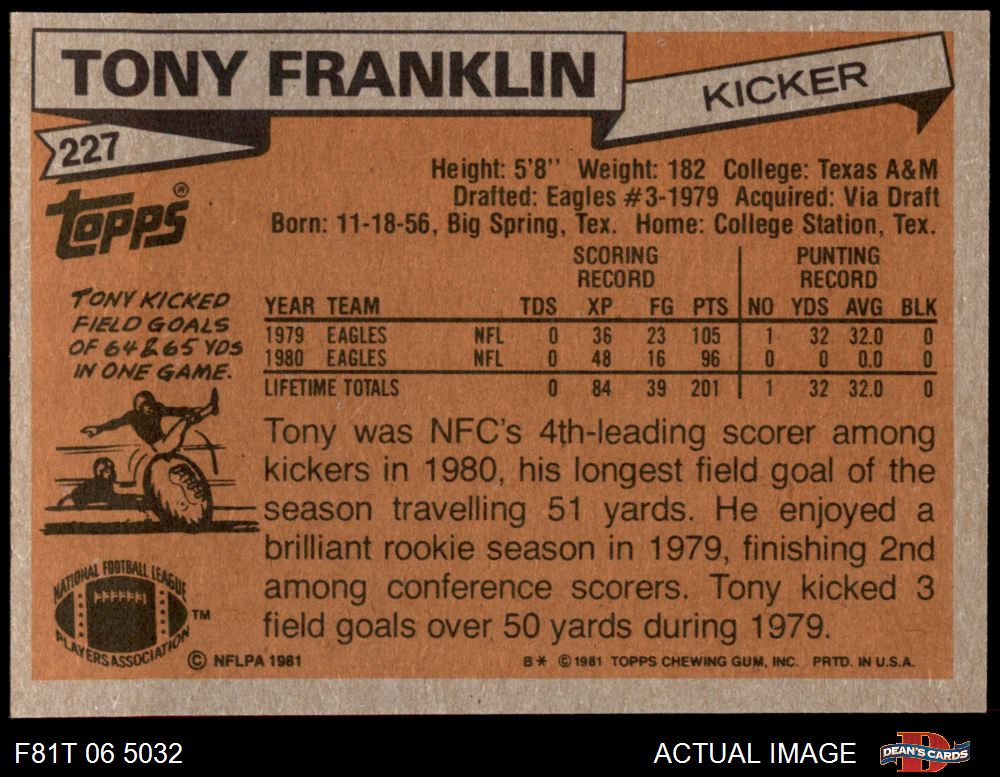 TONY FRANKLIN
KICKER
227
topps®
Height: 5'8'' Weight: 182 College: Texas A&M
Drafted: Eagles #3-1979 Acquired: Via Draft
Born: 11-18-56, Big Spring, Tex. Home: College Station, Tex.
SCORING RECORD PUNTING RECORD
YEAR TEAM TDS XP FG PTS NO YDS AVG BLK
1979 EAGLES NFL 0 36 23 105 1 32 32.0 0
1980 EAGLES NFL 0 48 16 96 0 0 0.0 0
LIFETIME TOTALS 0 84 39 201 1 32 32.0 0
TONY KICKED
FIELD GOALS
OF 64 & 65 YDS
IN ONE GAME.
Tony was NFC's 4th-leading scorer among
kickers in 1980, his longest field goal of the
season travelling 51 yards. He enjoyed a
brilliant rookie season in 1979, finishing 2nd
among conference scorers. Tony kicked 3
field goals over 50 yards during 1979.
NATIONAL FOOTBALL LEAGUE
PLAYERS ASSOCIATION
™
© NFLPA 1981
B* © 1981 TOPPS CHEWING GUM, INC. PRTD. IN U.S.A.
F81T 06 5032
ACTUAL IMAGE
D
DEAN'S CARDS